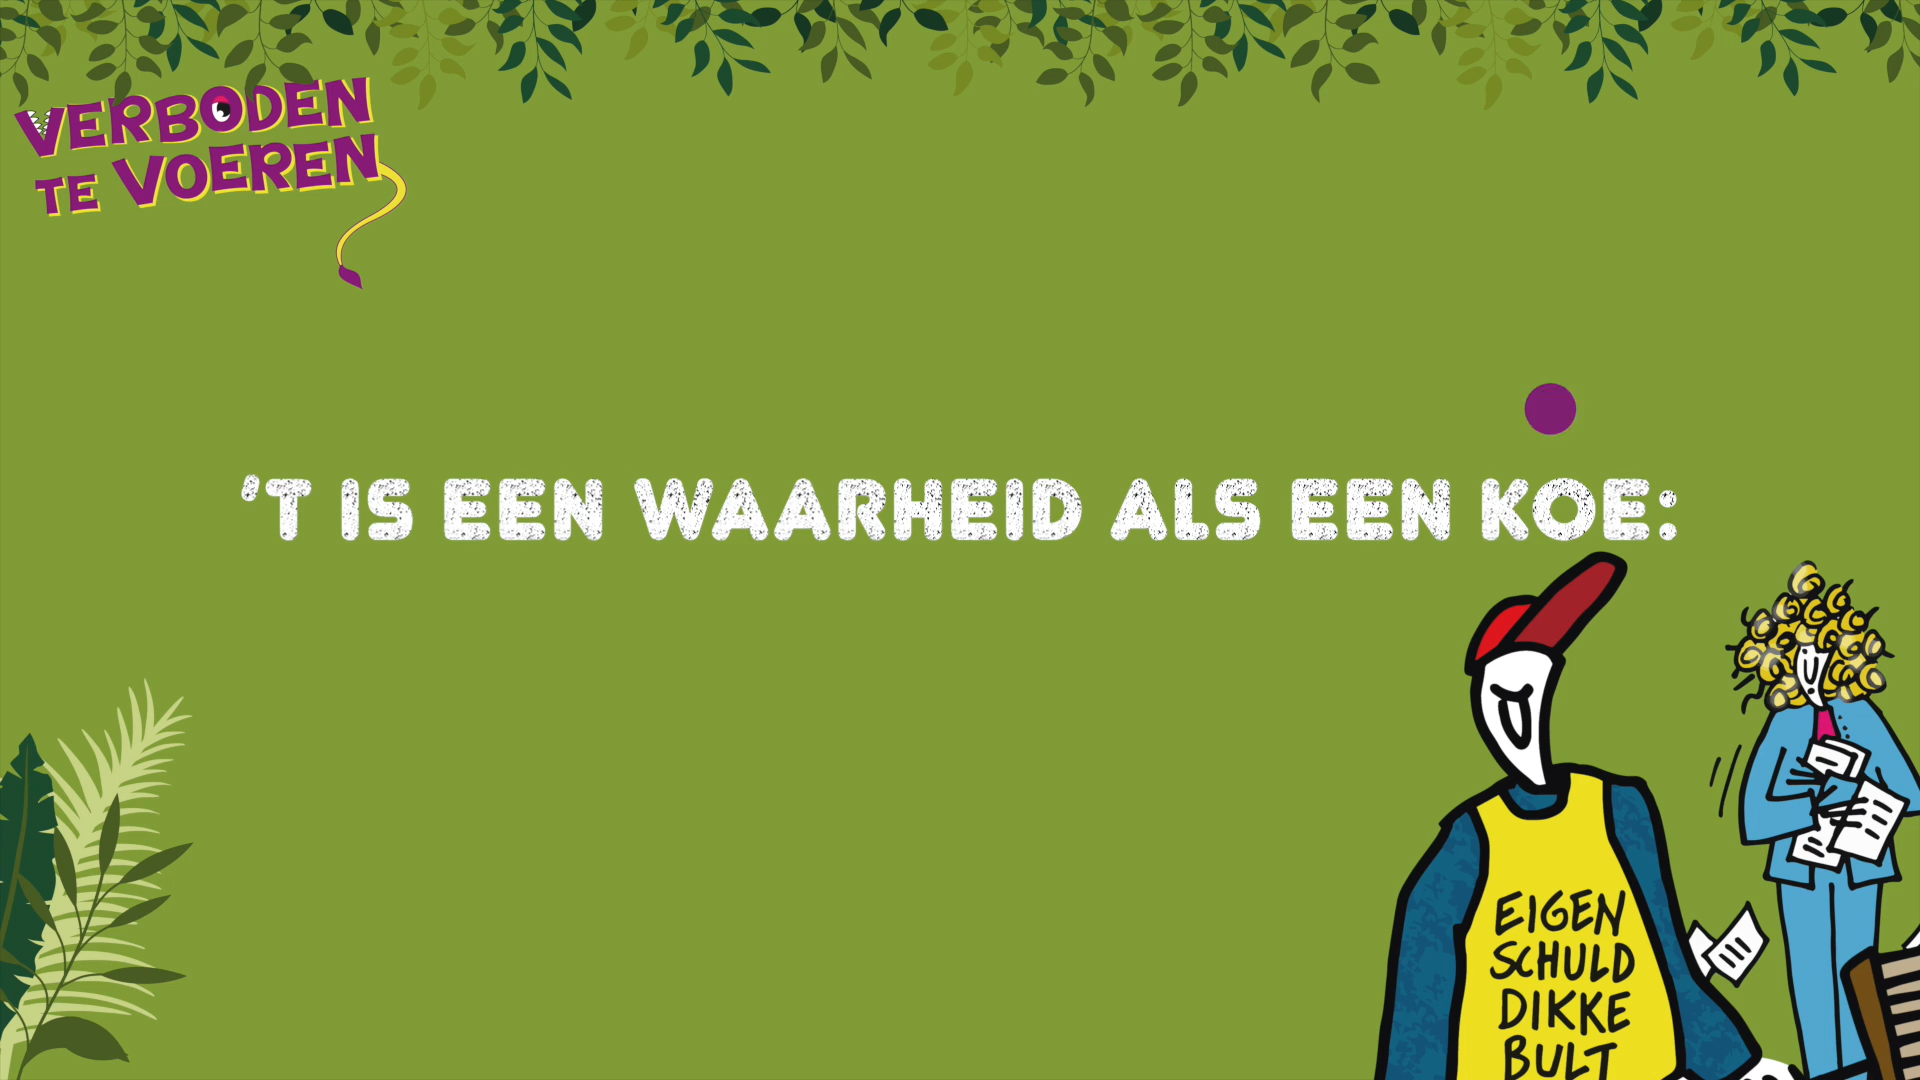 VERBODEN
TE VOEREN
'T IS EEN WAARHEID ALS EEN KOE:
EIGEN
SCHULD
DIKKE
BULT